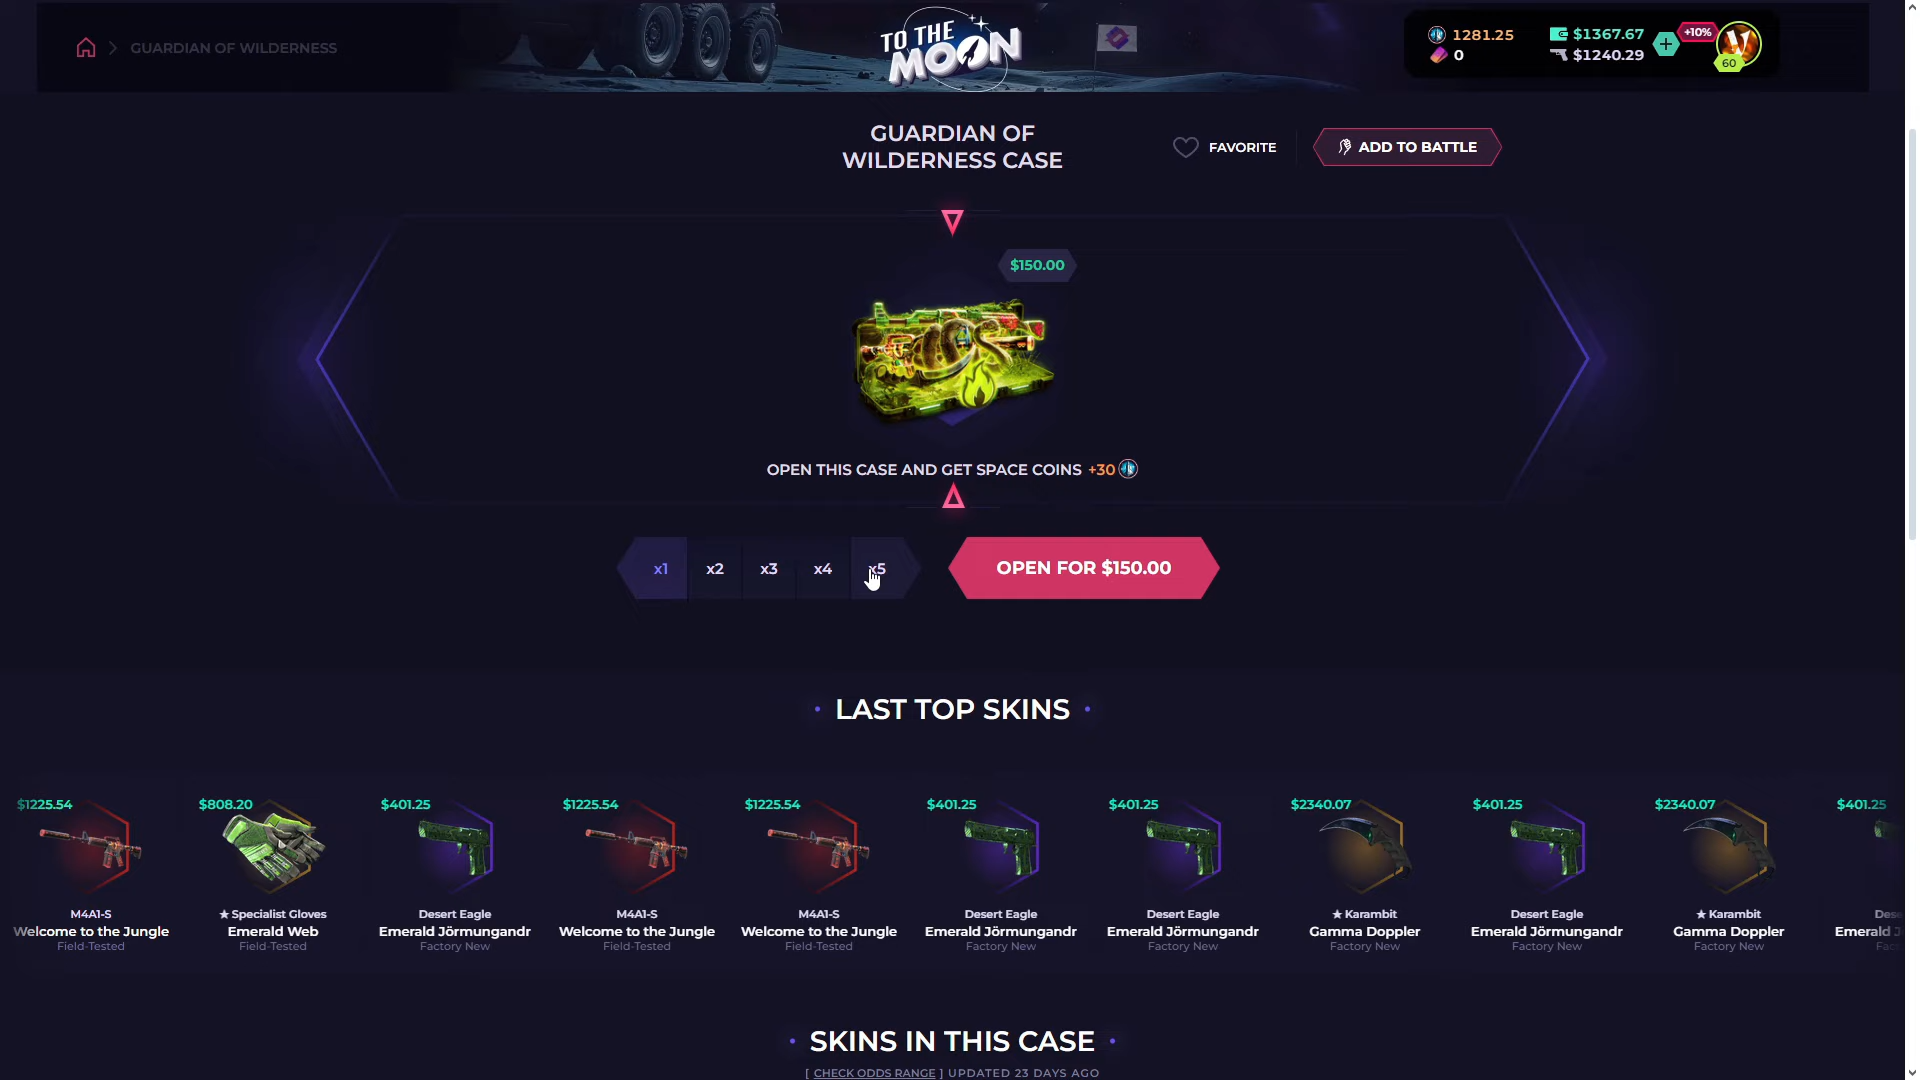 GUARDIAN OF WILDERNESS
TO THE
MOON
1281.25
$1367.67
+10%
0
$1240.29
60
GUARDIAN OF
WILDERNESS CASE
FAVORITE
ADD TO BATTLE
$150.00
OPEN THIS CASE AND GET SPACE COINS +30
x1 x2 x3 x4 x5
OPEN FOR $150.00
LAST TOP SKINS
$1225.54
M4A1-S
Welcome to the Jungle
Field-Tested
$808.20
★ Specialist Gloves
Emerald Web
Field-Tested
$401.25
Desert Eagle
Emerald Jörmungandr
Factory New
$1225.54
M4A1-S
Welcome to the Jungle
Field-Tested
$1225.54
M4A1-S
Welcome to the Jungle
Field-Tested
$401.25
Desert Eagle
Emerald Jörmungandr
Factory New
$401.25
Desert Eagle
Emerald Jörmungandr
Factory New
$2340.07
★ Karambit
Gamma Doppler
Factory New
$401.25
Desert Eagle
Emerald Jörmungandr
Factory New
$2340.07
★ Karambit
Gamma Doppler
Factory New
$401.25
Dese
Emerald J
Fac
SKINS IN THIS CASE
[ CHECK ODDS RANGE ] UPDATED 23 DAYS AGO